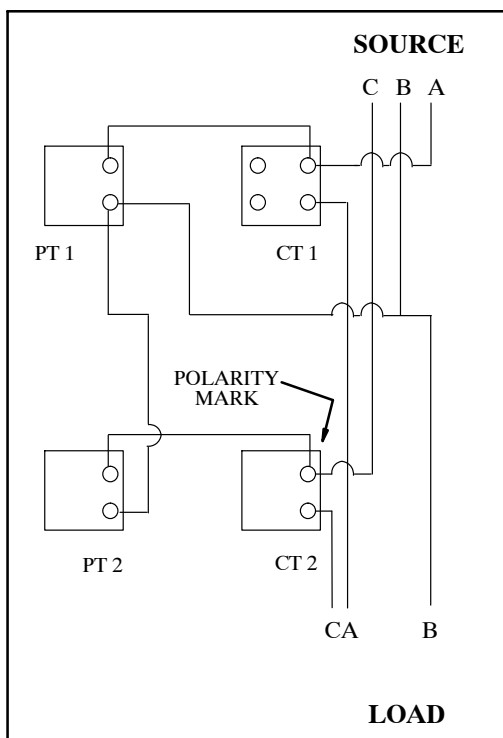 SOURCE
C B A
PT 1
CT 1
POLARITY
MARK
PT 2
CT 2
CA B
LOAD